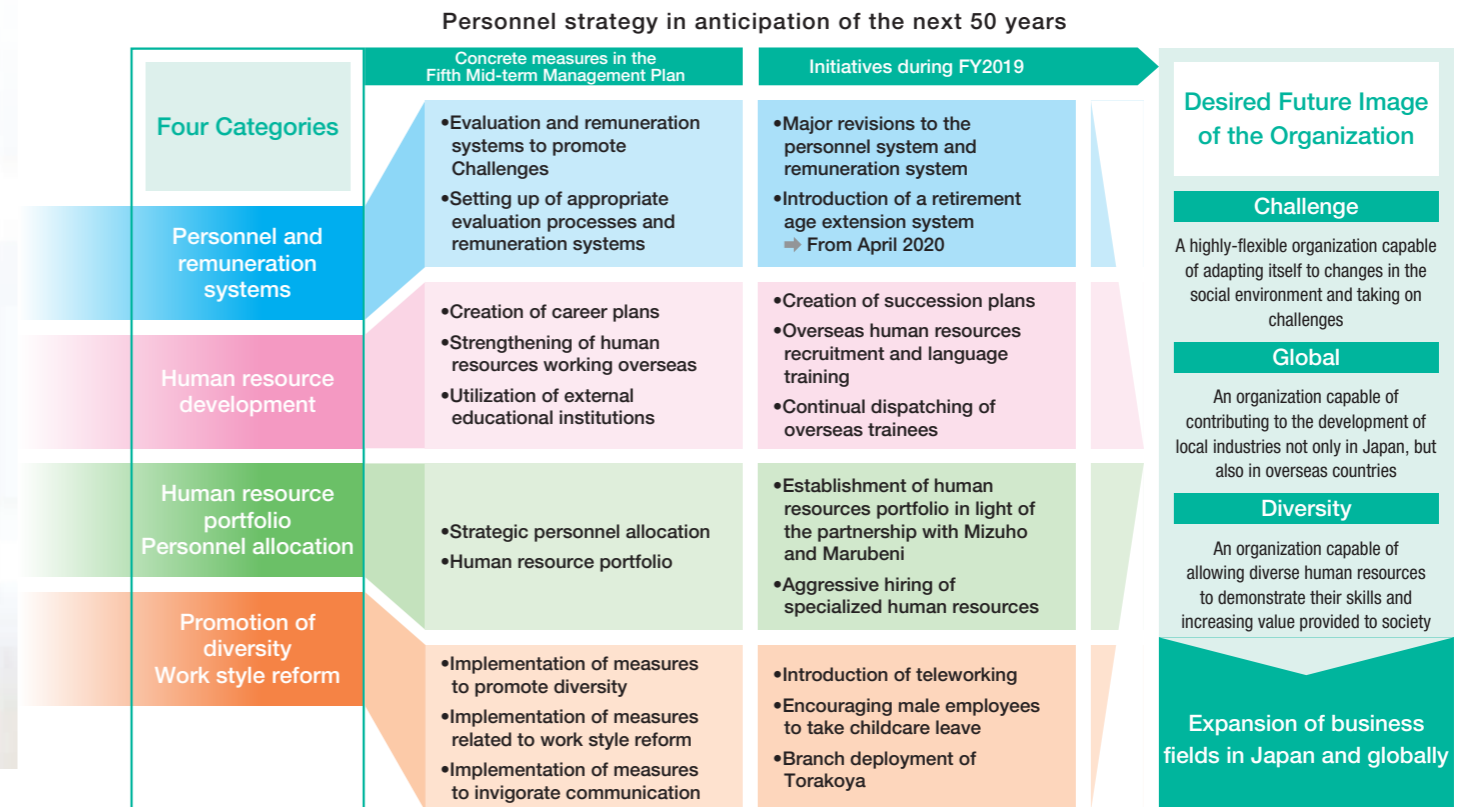 Personnel strategy in anticipation of the next 50 years
Four Categories
Concrete measures in the
Fifth Mid-term Management Plan
Initiatives during FY2019
Desired Future Image
of the Organization
Personnel and
remuneration
systems
•Evaluation and remuneration
systems to promote
Challenges
•Setting up of appropriate
evaluation processes and
remuneration systems
•Major revisions to the
personnel system and
remuneration system
•Introduction of a retirement
age extension system
➡ From April 2020
Human resource
development
•Creation of career plans
•Strengthening of human
resources working overseas
•Utilization of external
educational institutions
•Creation of succession plans
•Overseas human resources
recruitment and language
training
•Continual dispatching of
overseas trainees
Human resource
portfolio
Personnel allocation
•Strategic personnel allocation
•Human resource portfolio
•Establishment of human
resources portfolio in light of
the partnership with Mizuho
and Marubeni
•Aggressive hiring of
specialized human resources
Promotion of
diversity
Work style reform
•Implementation of measures
to promote diversity
•Implementation of measures
related to work style reform
•Implementation of measures
to invigorate communication
•Introduction of teleworking
•Encouraging male employees
to take childcare leave
•Branch deployment of
Torakoya
Challenge
A highly-flexible organization capable
of adapting itself to changes in the
social environment and taking on
challenges
Global
An organization capable of
contributing to the development of
local industries not only in Japan, but
also in overseas countries
Diversity
An organization capable of
allowing diverse human resources
to demonstrate their skills and
increasing value provided to society
Expansion of business
fields in Japan and globally